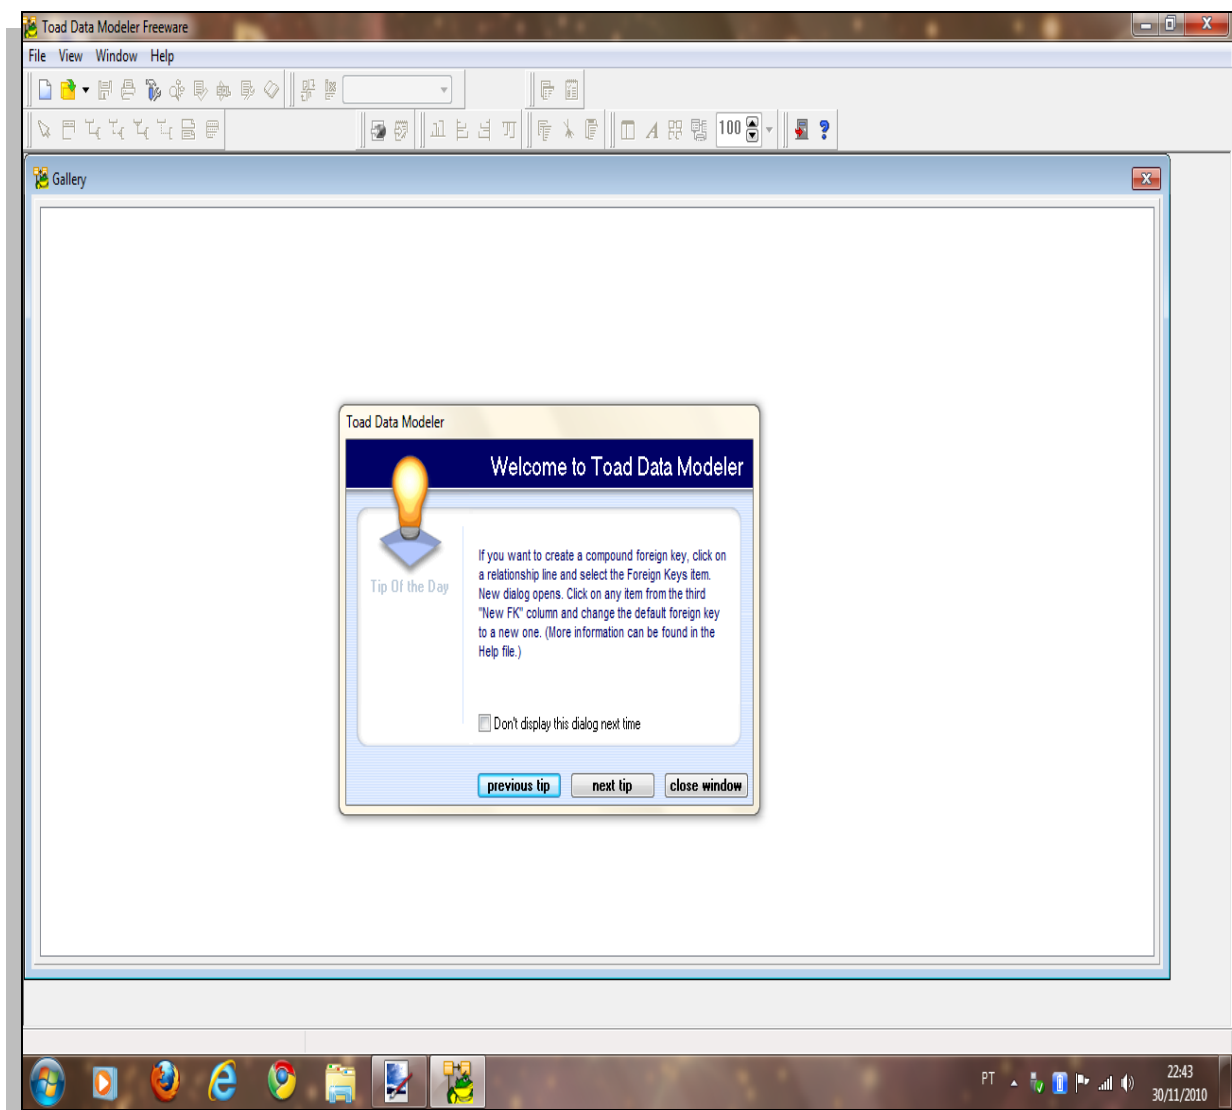 Toad Data Modeler Freeware
File View Window Help
100
Gallery
Toad Data Modeler
Welcome to Toad Data Modeler
Tip Of the Day
If you want to create a compound foreign key, click on
a relationship line and select the Foreign Keys item.
New dialog opens. Click on any item from the third
"New FK" column and change the default foreign key
to a new one. (More information can be found in the
Help file.)
Don't display this dialog next time
previous tip next tip close window
PT
22:43
30/11/2010